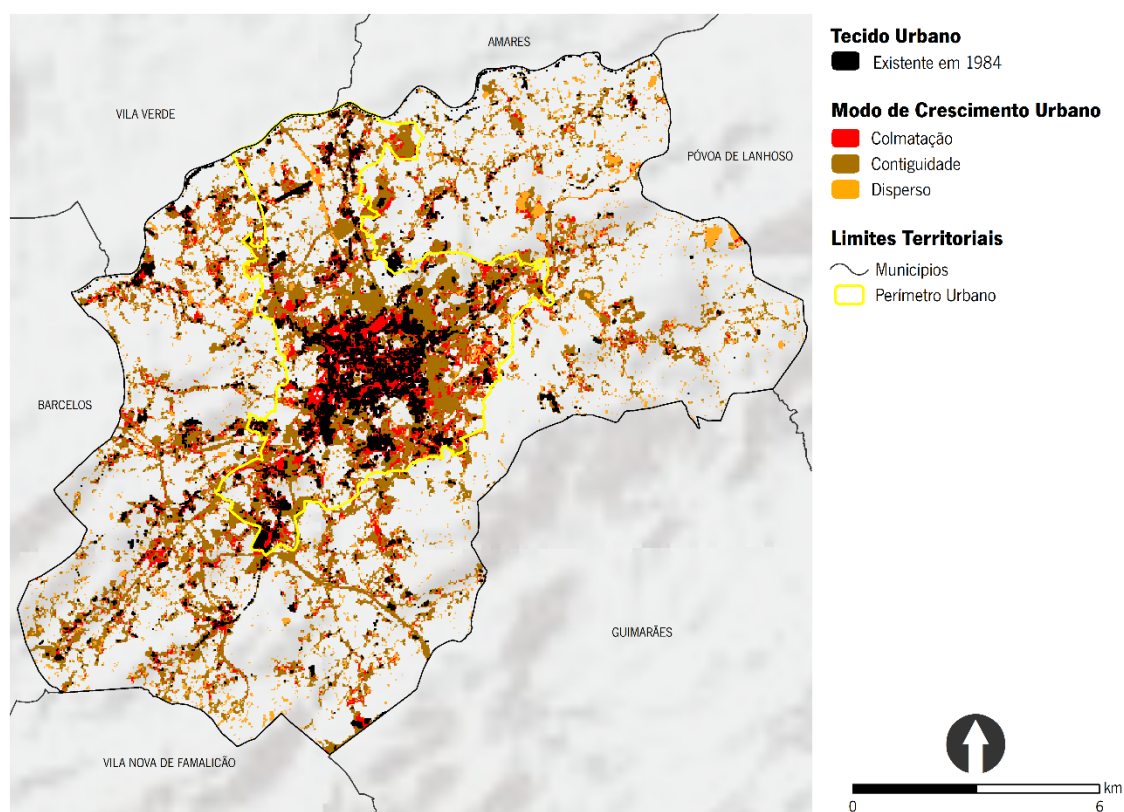 AMARES
VILA VERDE
PÓVOA DE LANHOSO
BARCELOS
GUIMARÃES
VILA NOVA DE FAMALICÃO
Tecido Urbano
Existente em 1984
Modo de Crescimento Urbano
Colmatação
Contiguidade
Disperso
Limites Territoriais
Municípios
Perímetro Urbano
km
0
6